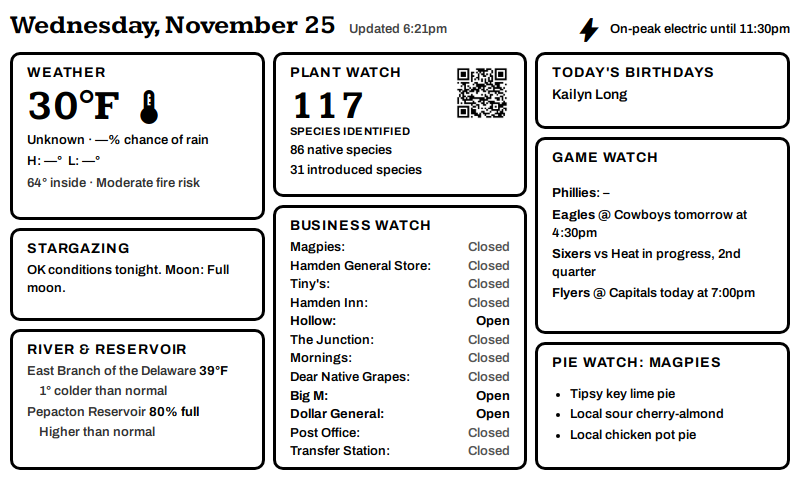 Wednesday, November 25 Updated 6:21pm
On-peak electric until 11:30pm
WEATHER
30°F
Unknown · —% chance of rain
H: —° L: —°
64° inside · Moderate fire risk
STARGAZING
OK conditions tonight. Moon: Full
moon.
RIVER & RESERVOIR
East Branch of the Delaware 39°F
1° colder than normal
Pepacton Reservoir 80% full
Higher than normal
PLANT WATCH
117
SPECIES IDENTIFIED
86 native species
31 introduced species
BUSINESS WATCH
Magpies: Closed
Hamden General Store: Closed
Tiny's: Closed
Hamden Inn: Closed
Hollow: Open
The Junction: Closed
Mornings: Closed
Dear Native Grapes: Closed
Big M: Open
Dollar General: Open
Post Office: Closed
Transfer Station: Closed
TODAY'S BIRTHDAYS
Kailyn Long
GAME WATCH
Phillies: –
Eagles @ Cowboys tomorrow at
4:30pm
Sixers vs Heat in progress, 2nd
quarter
Flyers @ Capitals today at 7:00pm
PIE WATCH: MAGPIES
• Tipsy key lime pie
• Local sour cherry-almond
• Local chicken pot pie